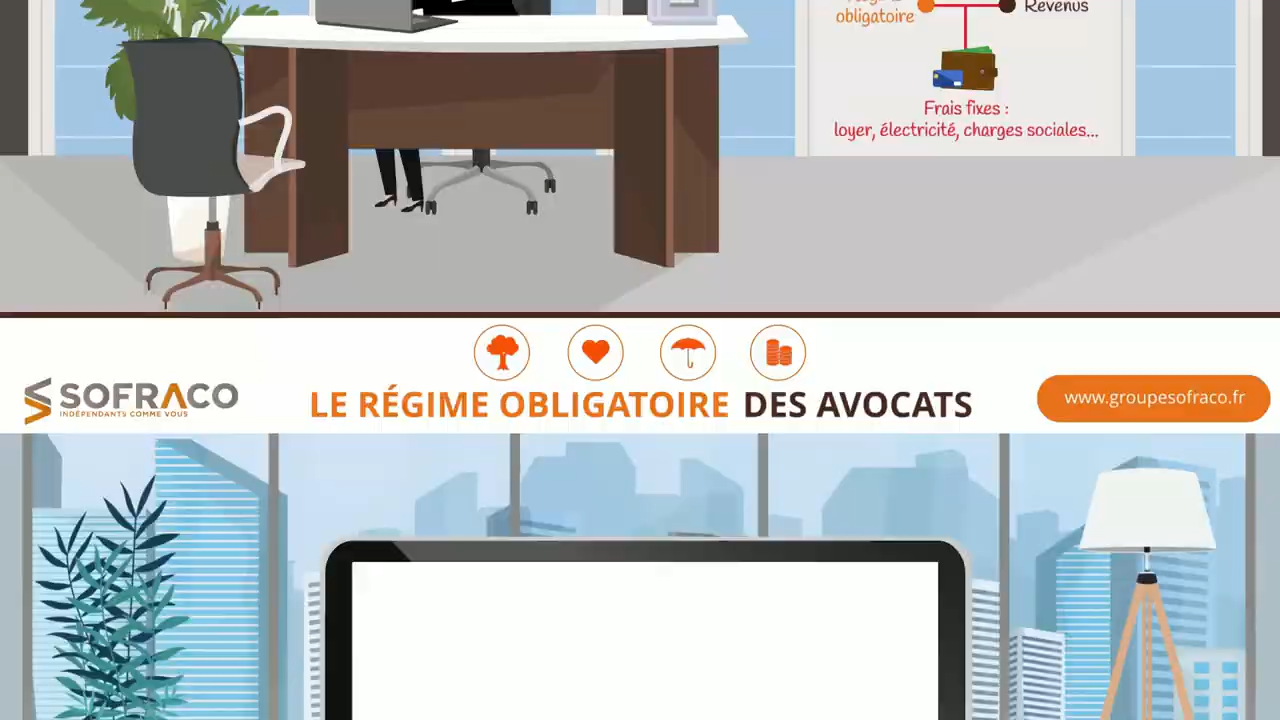 obligatoire
Revenus
Frais fixes :
loyer, électricité, charges sociales...
SOFRACO
INDÉPENDANTS COMME VOUS
LE RÉGIME OBLIGATOIRE DES AVOCATS
www.groupesofraco.fr